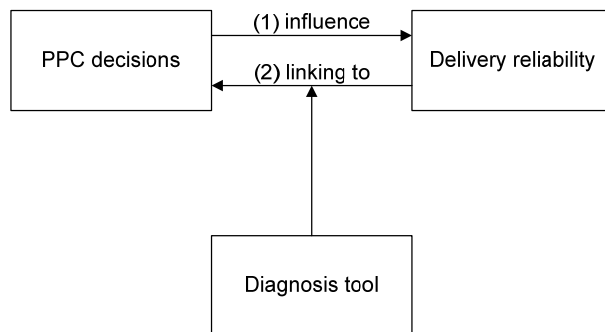 (1) influence
PPC decisions
Delivery reliability
(2) linking to
Diagnosis tool